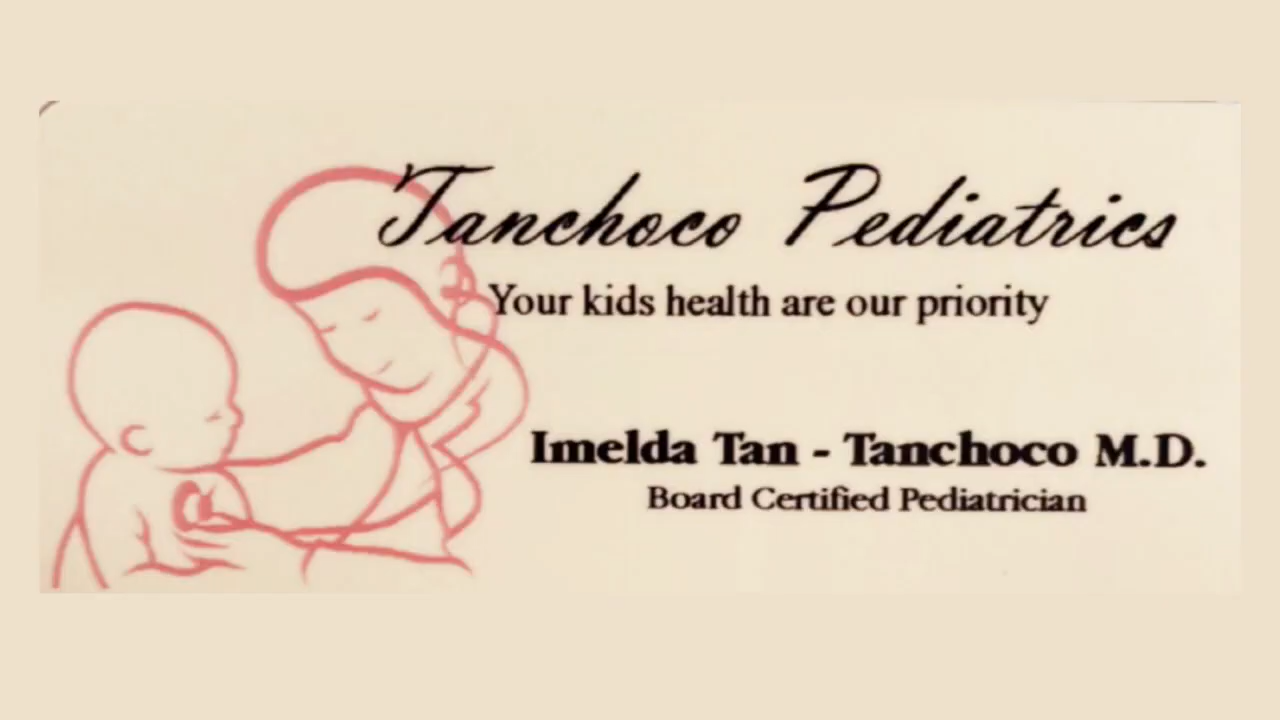 Tanchoco Pediatrics
Your kids health are our priority
Imelda Tan - Tanchoco M.D.
Board Certified Pediatrician